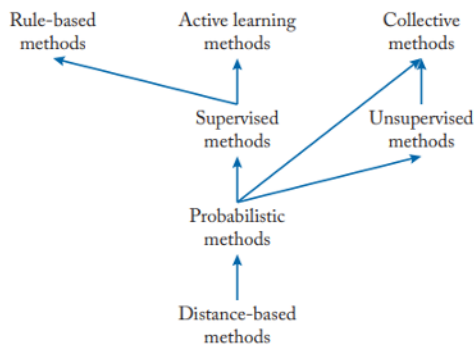 Rule-based
methods
Active learning
methods
Collective
methods
Supervised
methods
Unsupervised
methods
Probabilistic
methods
Distance-based
methods